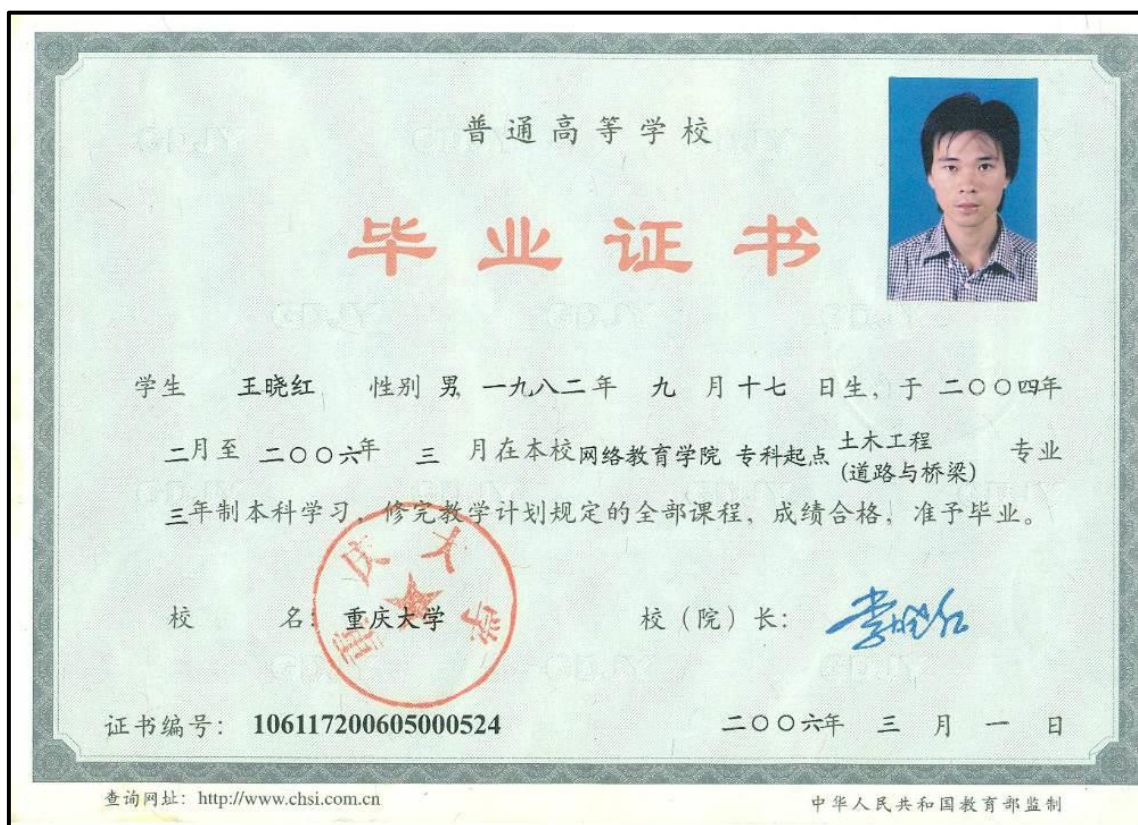 普通高等学校
毕业证书
学生 王晓红 性别 男 一九八二年 九 月十七 日生，于 二〇〇四年
二月至 二〇〇六年 三 月在本校网络教育学院 专科起点 土木工程(道路与桥梁) 专业
三年制本科学习，修完教学计划规定的全部课程，成绩合格，准予毕业。
重庆大学
校 名：重庆大学 校（院）长：
证书编号：106117200605000524 二〇〇六年 三 月 一 日
查询网址：http://www.chsi.com.cn 中华人民共和国教育部监制